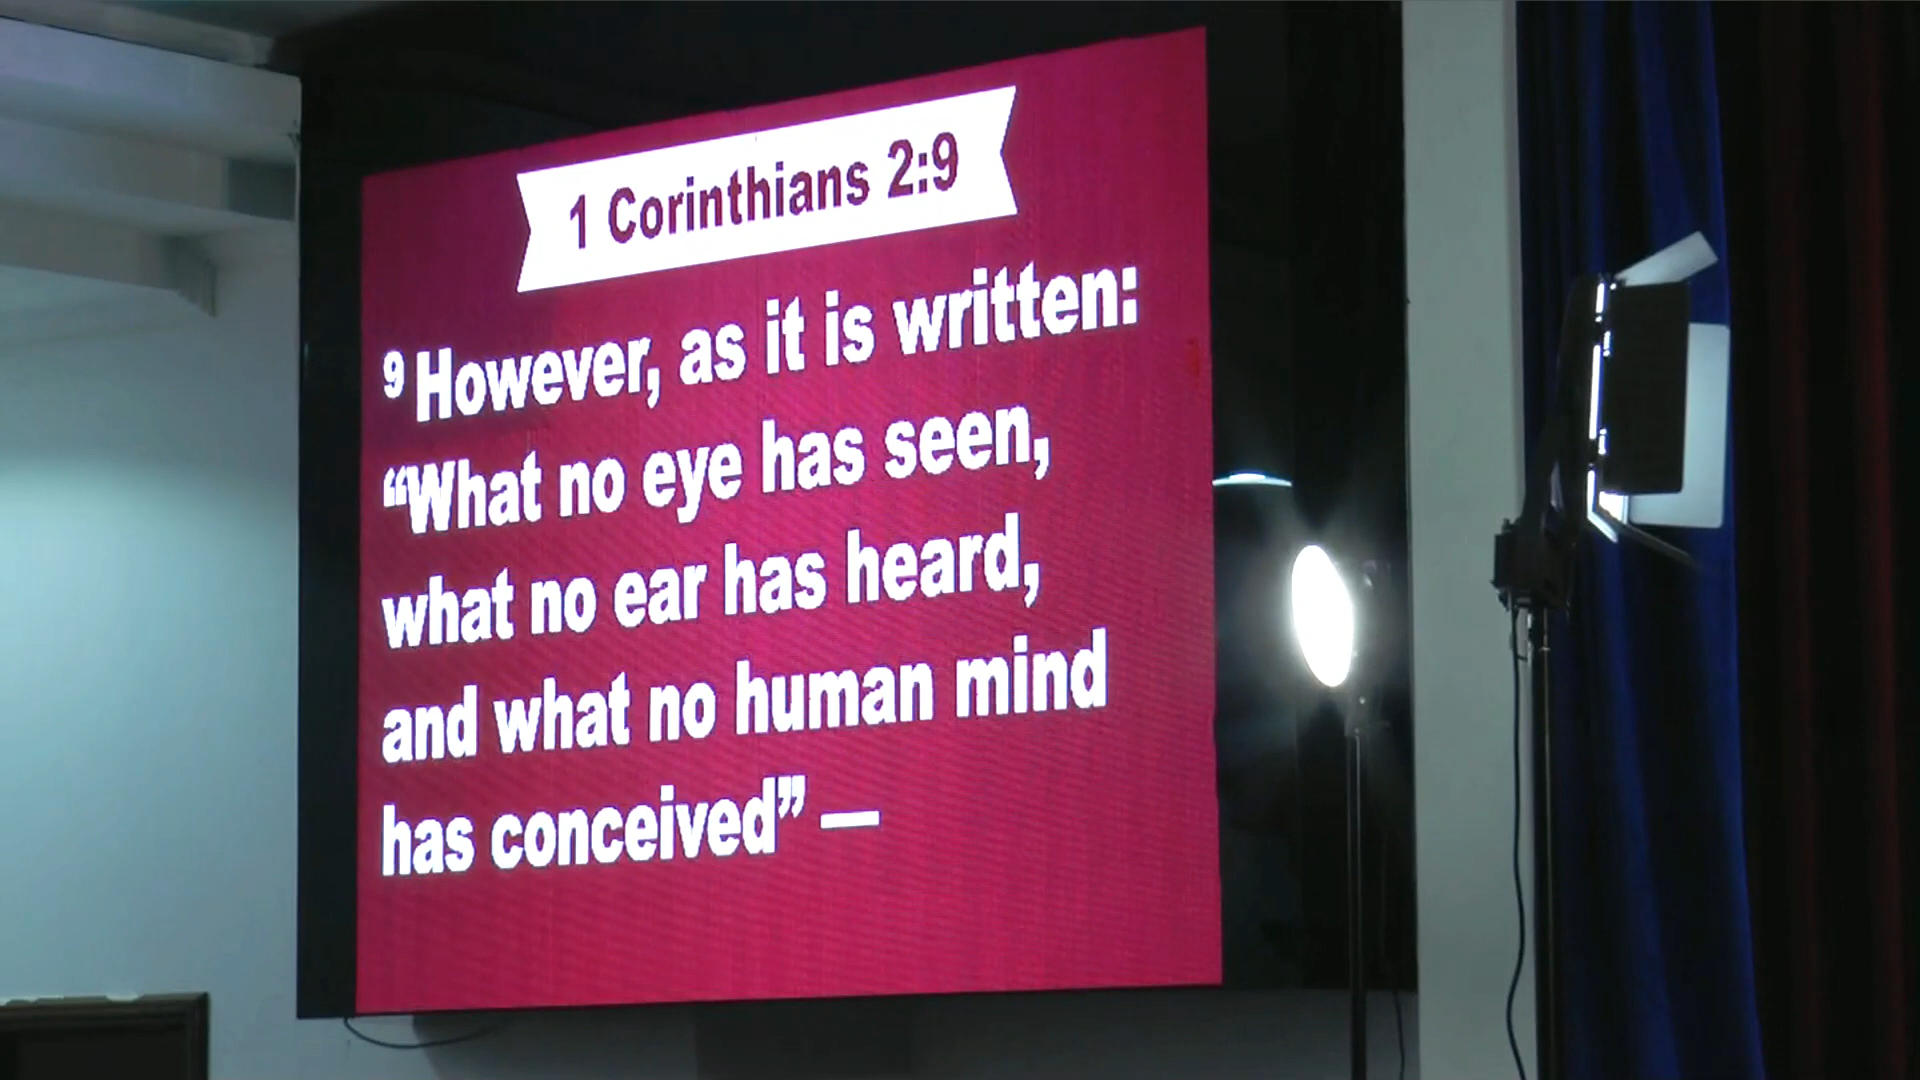 1 Corinthians 2:9
9 However, as it is written:
“What no eye has seen,
what no ear has heard,
and what no human mind
has conceived” —